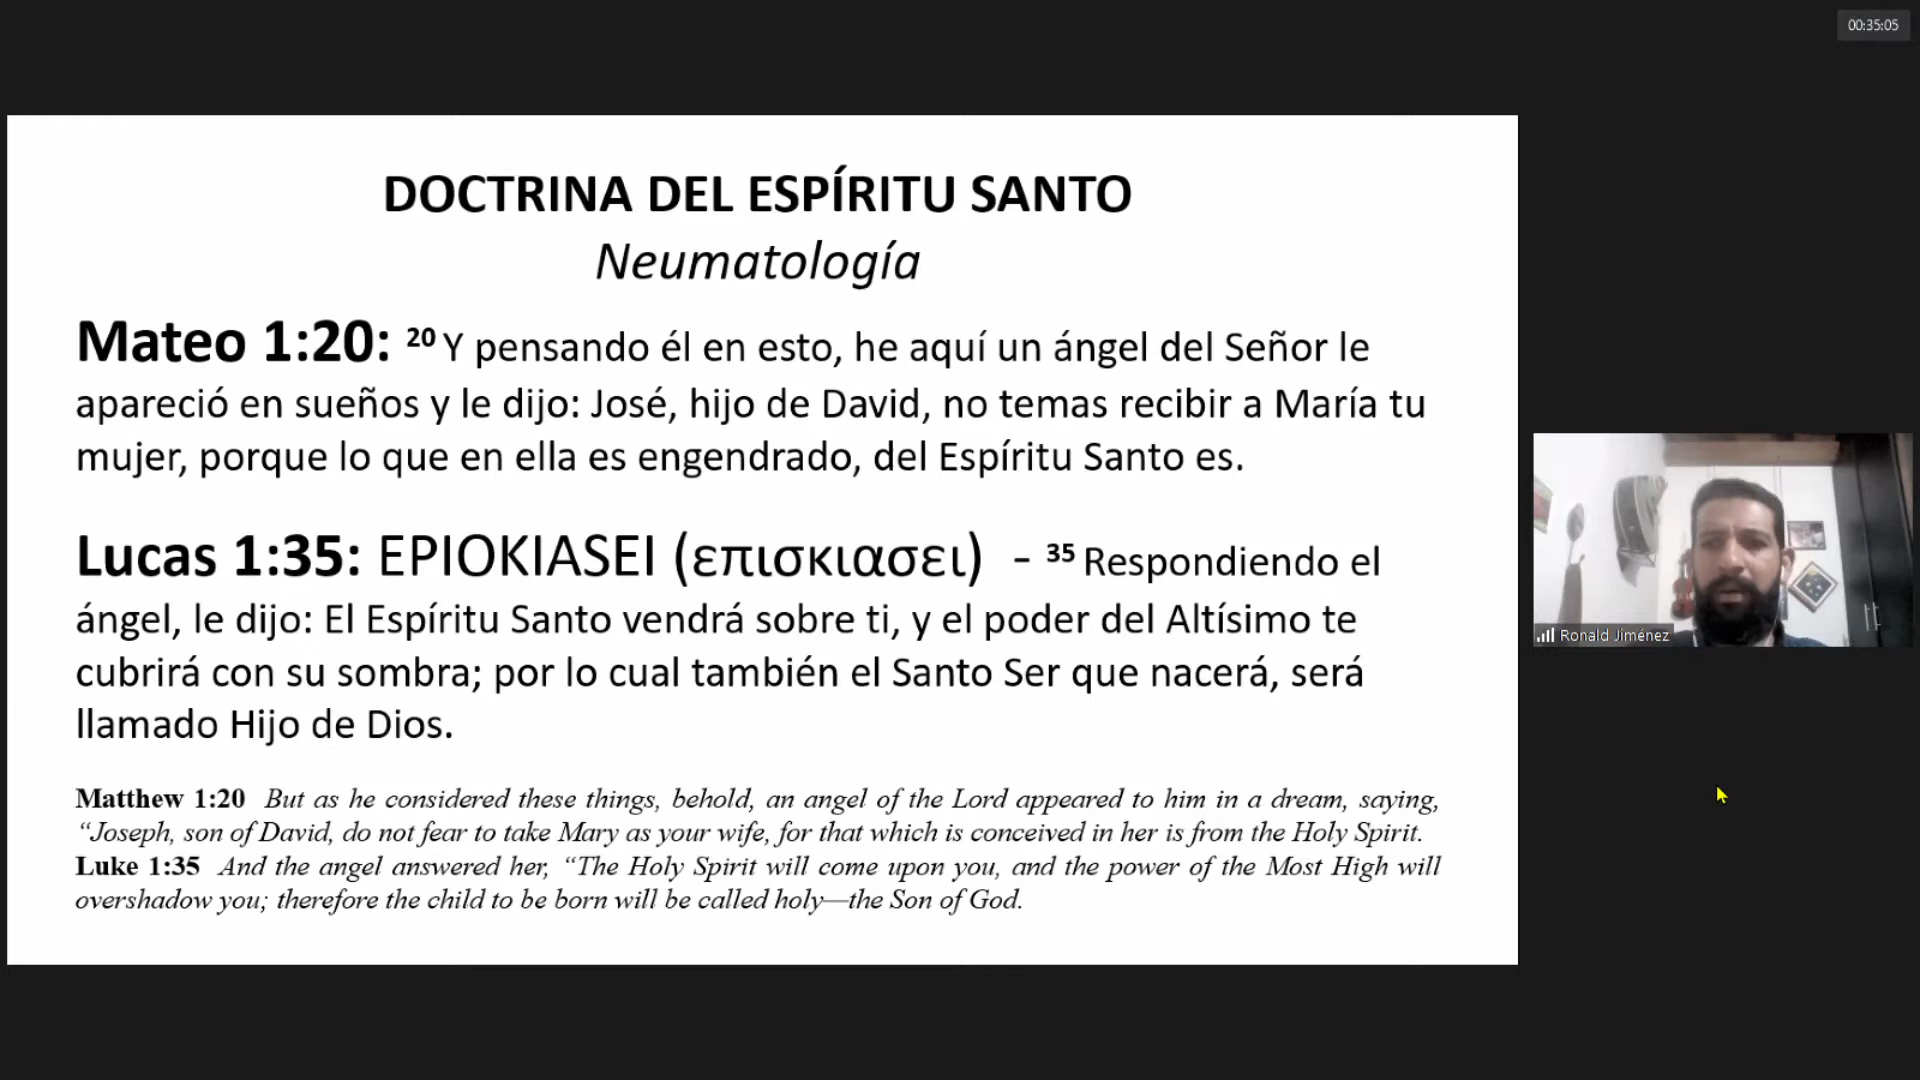 00:35:05
DOCTRINA DEL ESPÍRITU SANTO
Neumatología
Mateo 1:20: 20 Y pensando él en esto, he aquí un ángel del Señor le
apareció en sueños y le dijo: José, hijo de David, no temas recibir a María tu
mujer, porque lo que en ella es engendrado, del Espíritu Santo es.
Lucas 1:35: EPIOKIASEI (επισκιασει) - 35 Respondiendo el
ángel, le dijo: El Espíritu Santo vendrá sobre ti, y el poder del Altísimo te
cubrirá con su sombra; por lo cual también el Santo Ser que nacerá, será
llamado Hijo de Dios.
Matthew 1:20 But as he considered these things, behold, an angel of the Lord appeared to him in a dream, saying,
“Joseph, son of David, do not fear to take Mary as your wife, for that which is conceived in her is from the Holy Spirit.
Luke 1:35 And the angel answered her, “The Holy Spirit will come upon you, and the power of the Most High will
overshadow you; therefore the child to be born will be called holy—the Son of God.
Ronald Jiménez